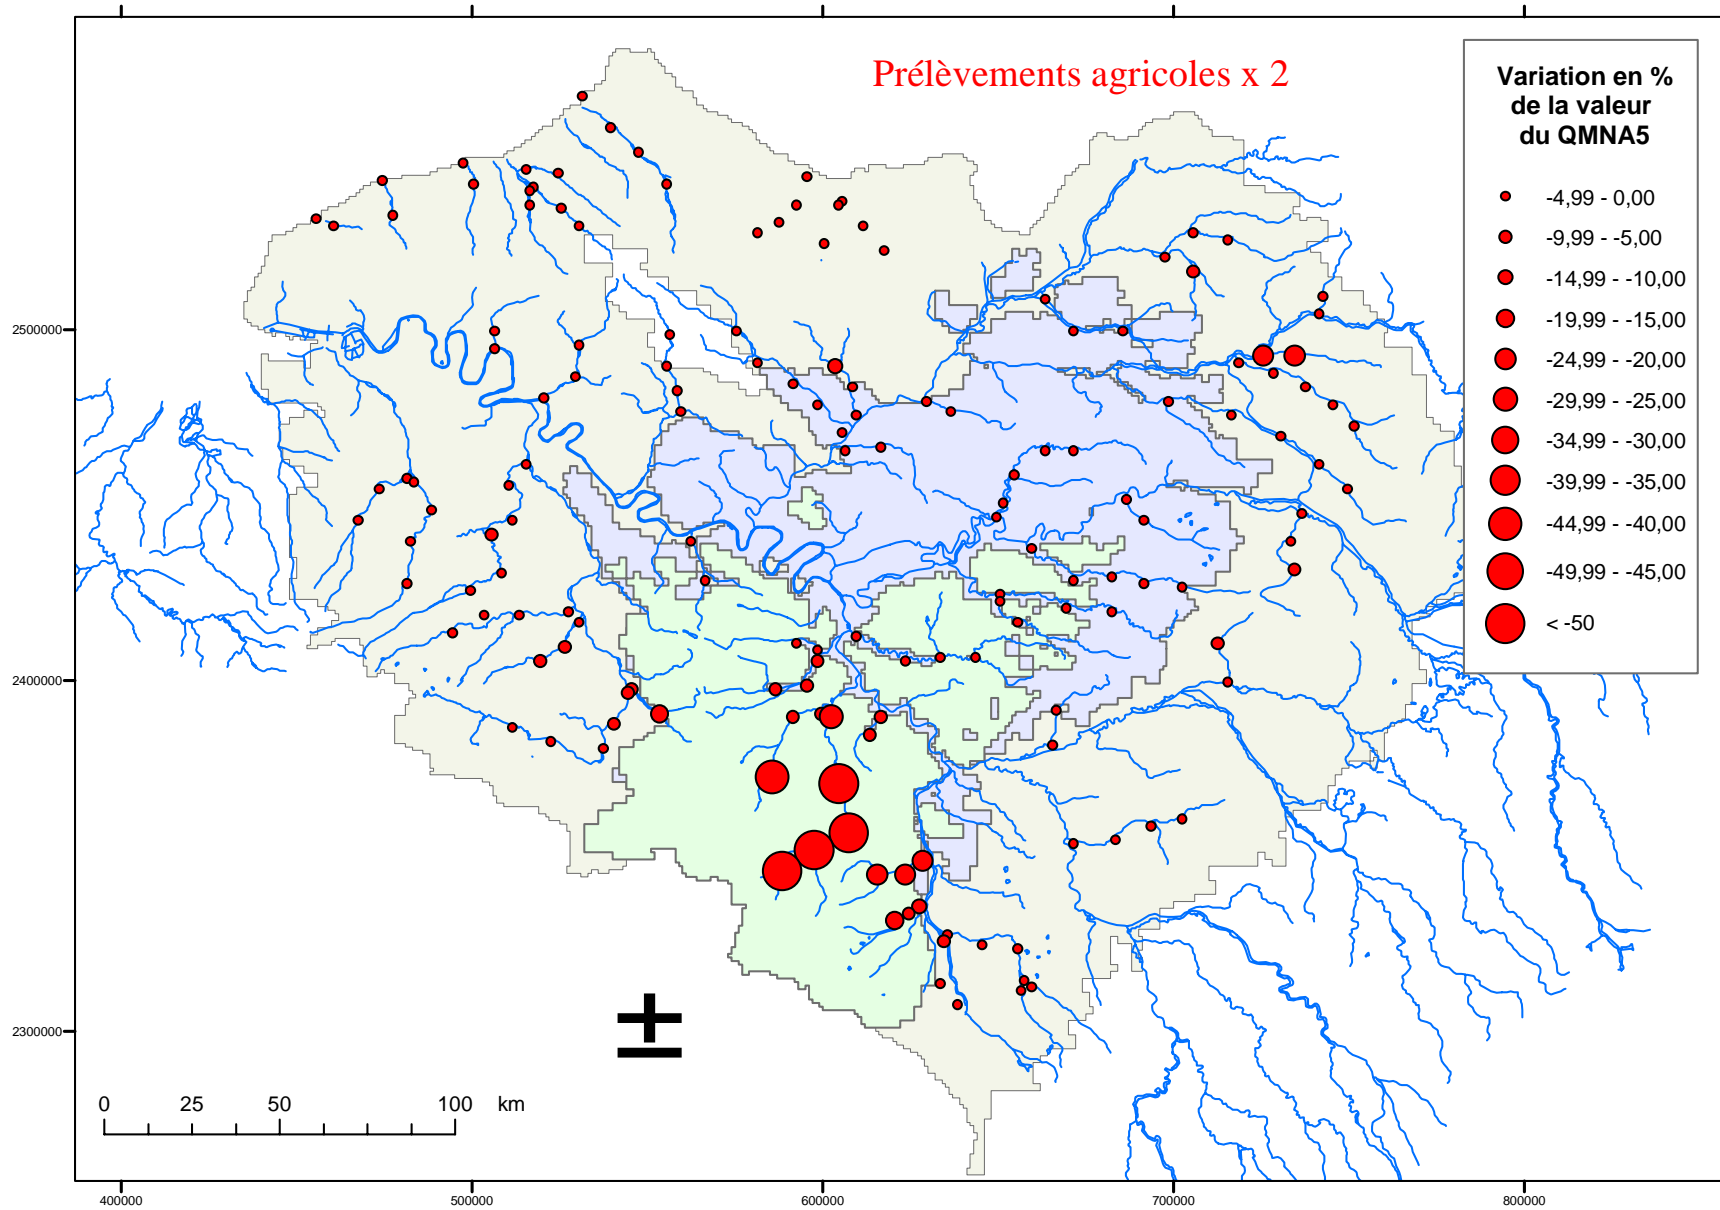 Prélèvements agricoles x 2
Variation en %
de la valeur
du QMNA5
-4,99 - 0,00
-9,99 - -5,00
-14,99 - -10,00
-19,99 - -15,00
-24,99 - -20,00
-29,99 - -25,00
-34,99 - -30,00
-39,99 - -35,00
-44,99 - -40,00
-49,99 - -45,00
< -50
2500000
2400000
2300000
0 25 50 100 km
400000 500000 600000 700000 800000